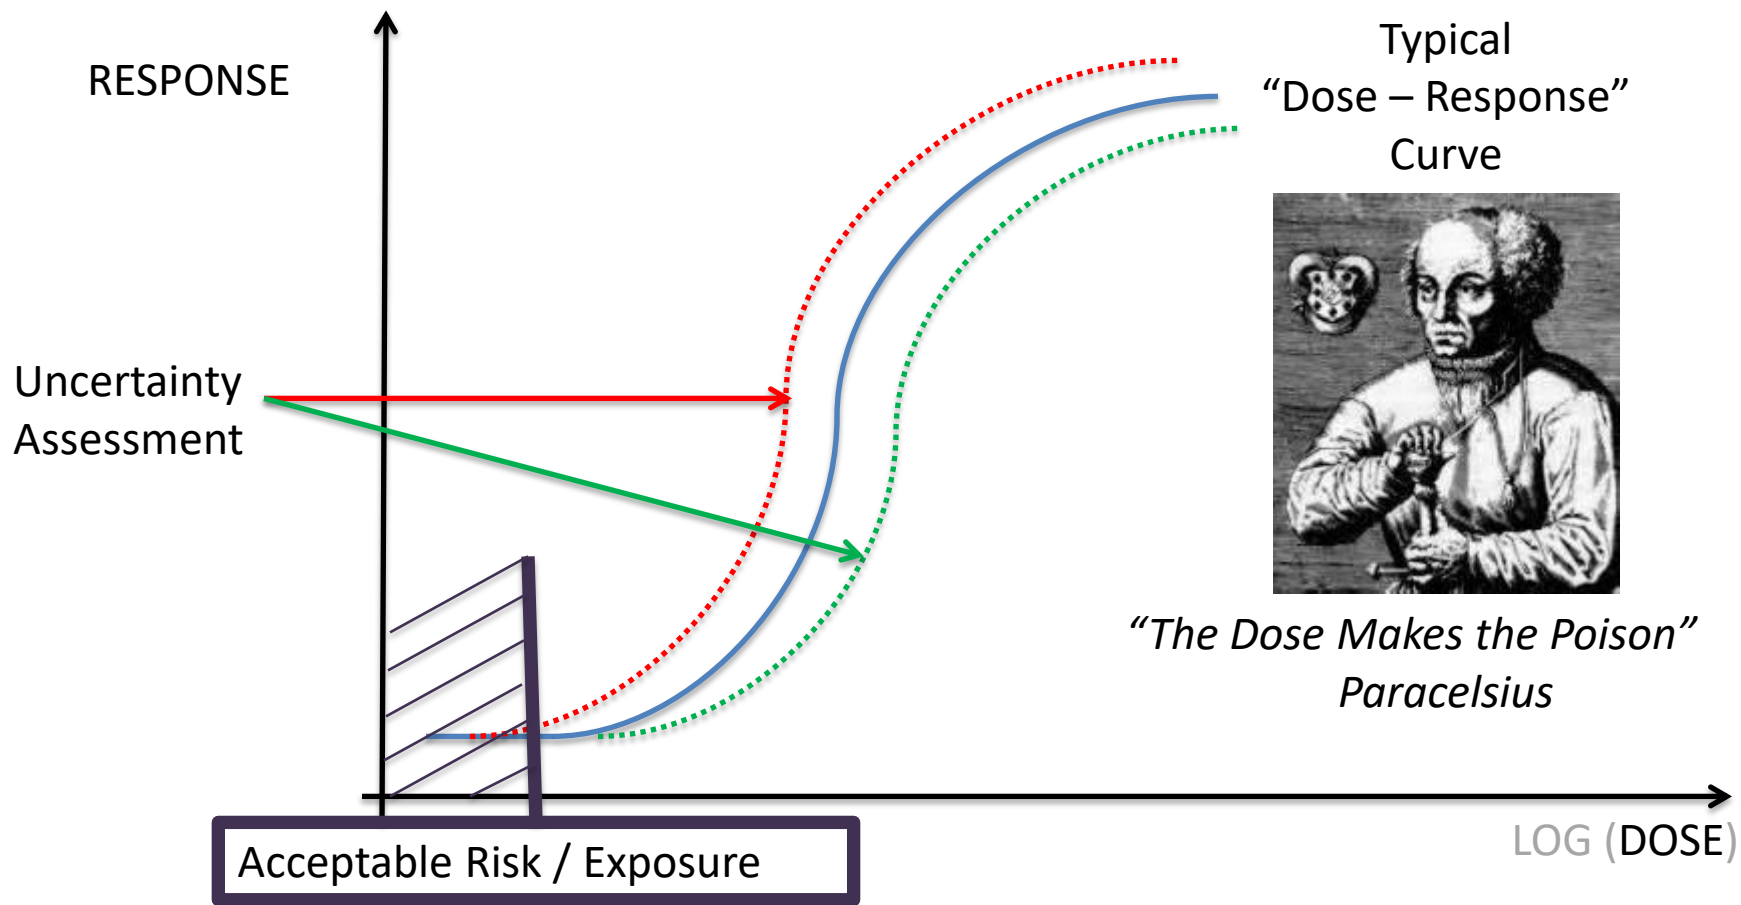 RESPONSE
Typical
“Dose – Response”
Curve
Uncertainty
Assessment
“The Dose Makes the Poison”
Paracelsius
LOG (DOSE)
Acceptable Risk / Exposure